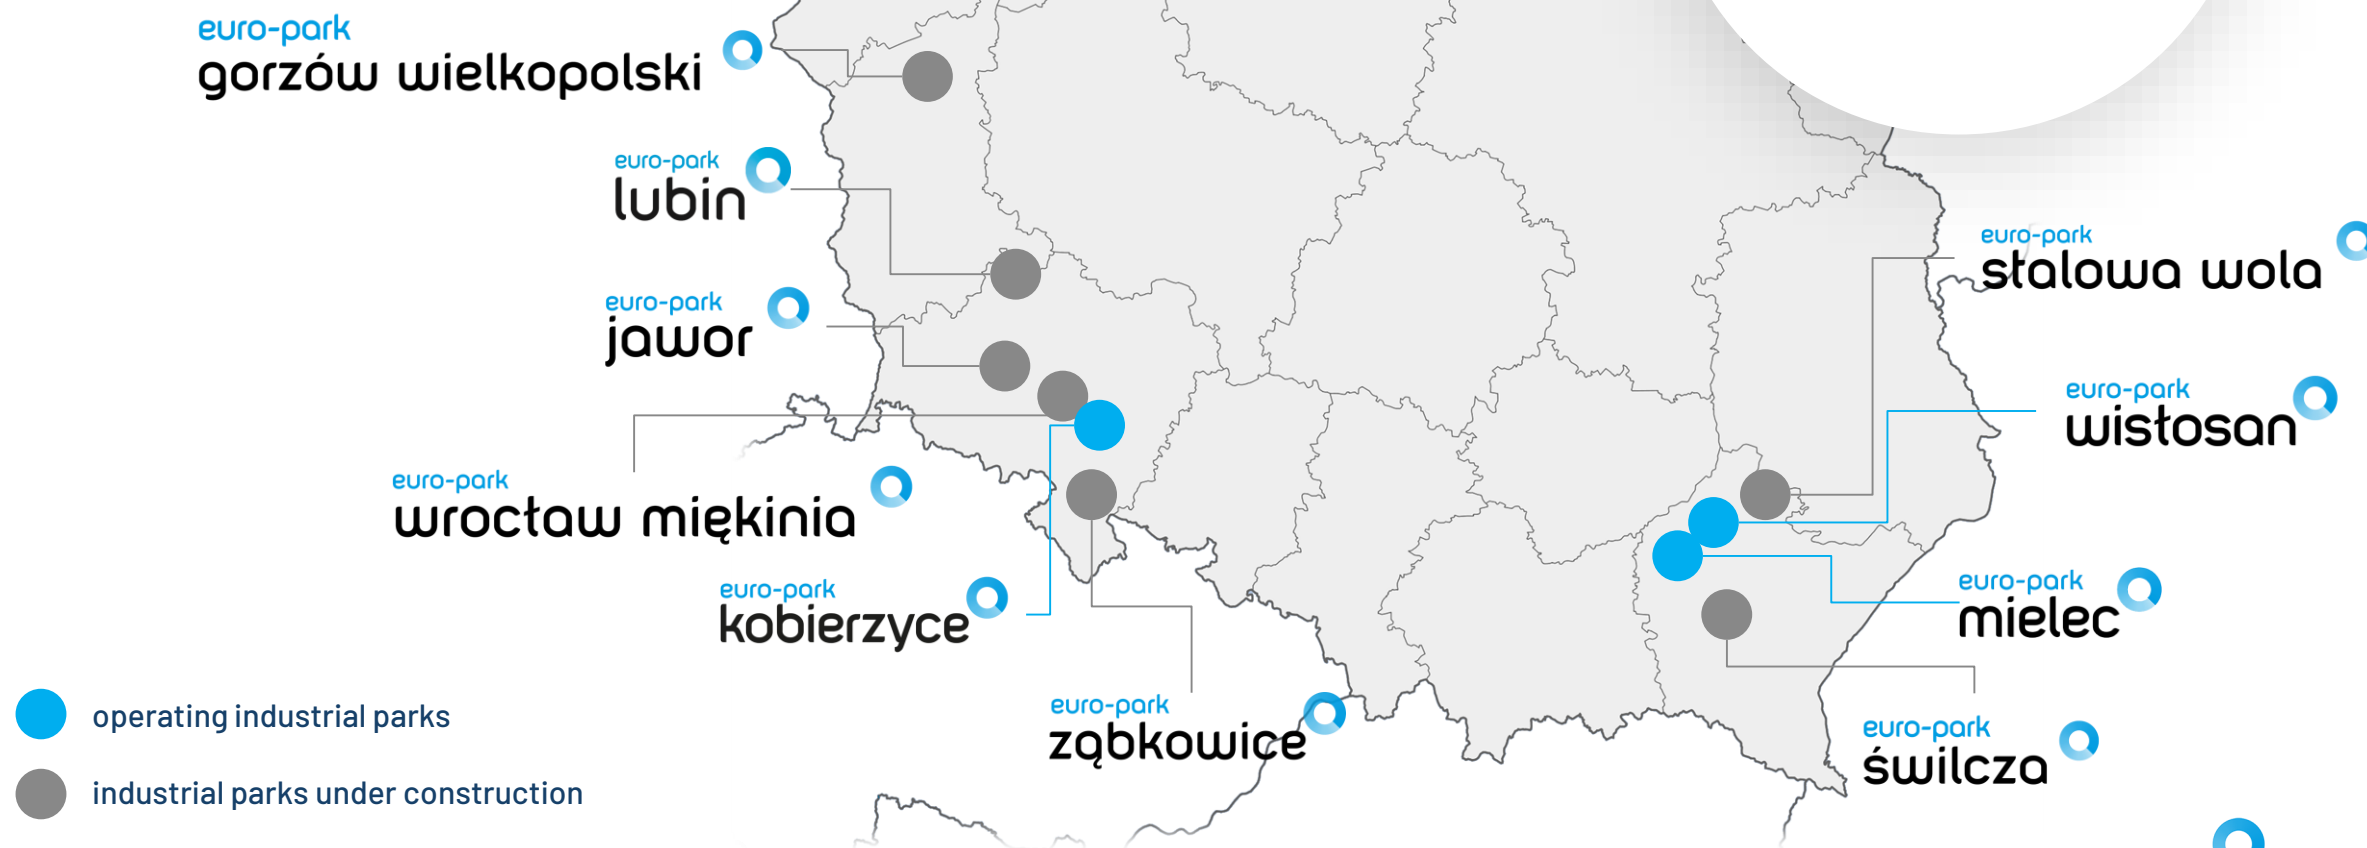 euro-park
gorzów wielkopolski
euro-park
lubin
euro-park
jawor
euro-park
wrocław miękinia
euro-park
kobierzyce
euro-park
ząbkowice
euro-park
stalowa wola
euro-park
wisłosan
euro-park
mielec
euro-park
świlcza
operating industrial parks
industrial parks under construction